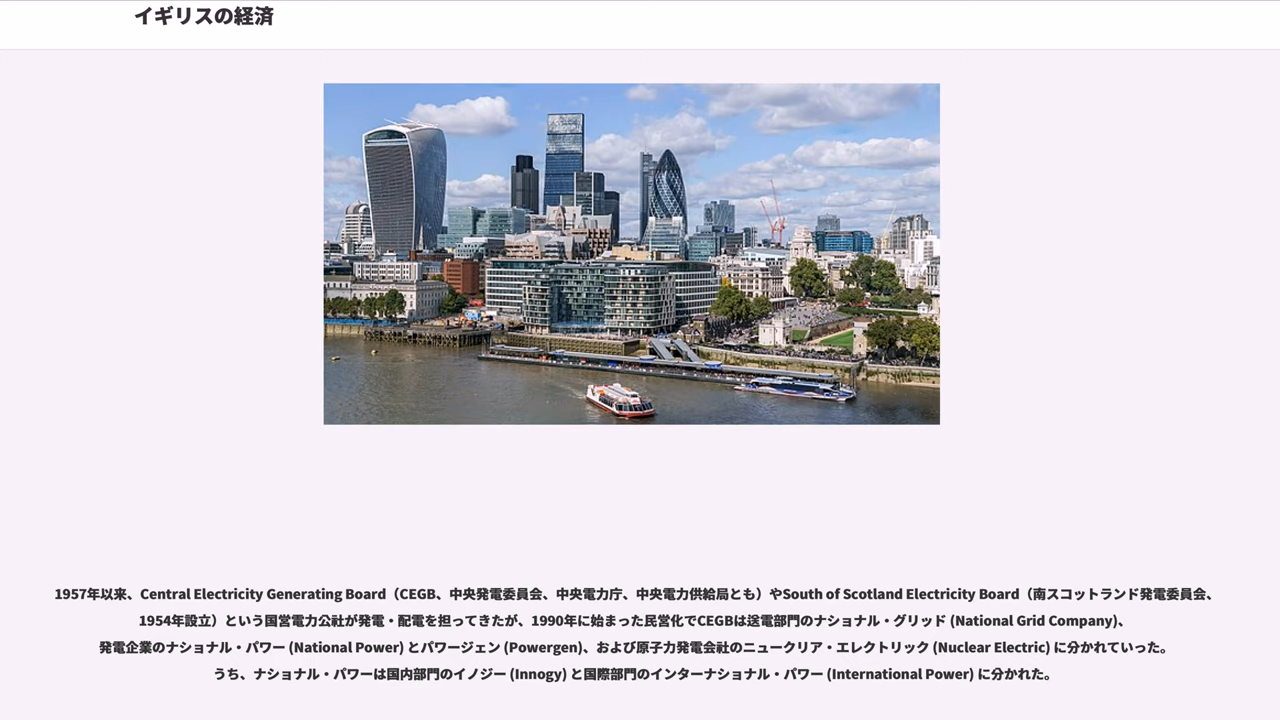 イギリスの経済
1957年以来、Central Electricity Generating Board（CEGB、中央発電委員会、中央電力庁、中央電力供給局とも）やSouth of Scotland Electricity Board（南スコットランド発電委員会、
1954年設立）という国営電力公社が発電・配電を担ってきたが、1990年に始まった民営化でCEGBは送電部門のナショナル・グリッド (National Grid Company)、
発電企業のナショナル・パワー (National Power) とパワージェン (Powergen)、および原子力発電会社のニュークリア・エレクトリック (Nuclear Electric) に分かれていった。
うち、ナショナル・パワーは国内部門のイノジー (Innogy) と国際部門のインターナショナル・パワー (International Power) に分かれた。